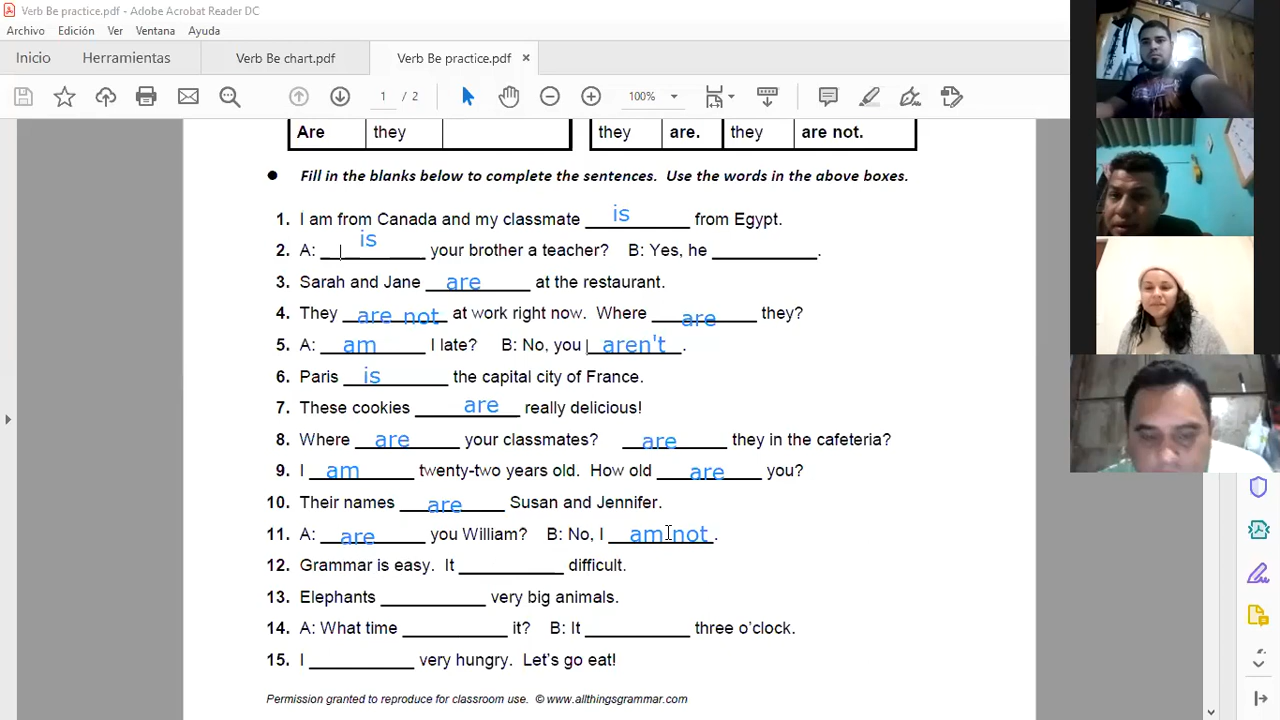 Verb Be practice.pdf - Adobe Acrobat Reader DC
Archivo Edición Ver Ventana Ayuda
Inicio Herramientas Verb Be chart.pdf Verb Be practice.pdf ×
1 / 2 100%
Are they they are. they are not.
● Fill in the blanks below to complete the sentences. Use the words in the above boxes.
1. I am from Canada and my classmate is from Egypt.
2. A: is your brother a teacher? B: Yes, he __________.
3. Sarah and Jane are at the restaurant.
4. They are not at work right now. Where are they?
5. A: am I late? B: No, you aren't.
6. Paris is the capital city of France.
7. These cookies are really delicious!
8. Where are your classmates? are they in the cafeteria?
9. I am twenty-two years old. How old are you?
10. Their names are Susan and Jennifer.
11. A: are you William? B: No, I am not.
12. Grammar is easy. It __________ difficult.
13. Elephants __________ very big animals.
14. A: What time __________ it? B: It __________ three o'clock.
15. I __________ very hungry. Let's go eat!
Permission granted to reproduce for classroom use. © www.allthingsgrammar.com